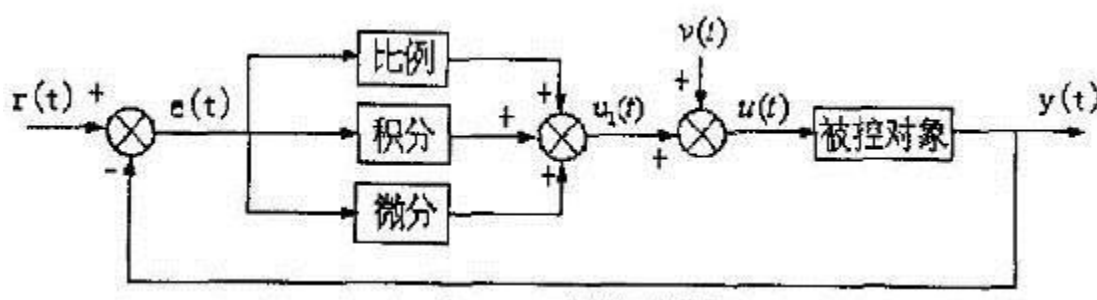 比例
ν(t)
r(t) + e(t) + u₁(t) + u(t) y(t)
积分 + + 被控对象
- +
微分